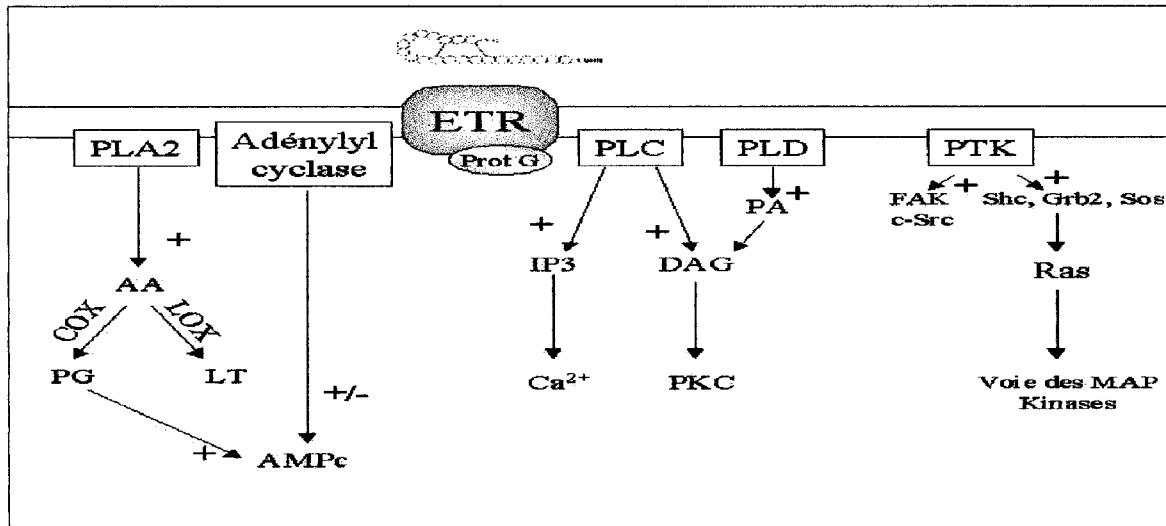 ETR
Prot G
PLA2
Adénylyl
cyclase
PLC
PLD
PTK
+
PA
+
+
FAK
c-Src
Shc, Grb2, Sos
+
+
+
AA
IP3
DAG
Ras
COX
LOX
PG
LT
+/-
Ca²⁺
PKC
Voie des MAP
Kinases
+
AMPc